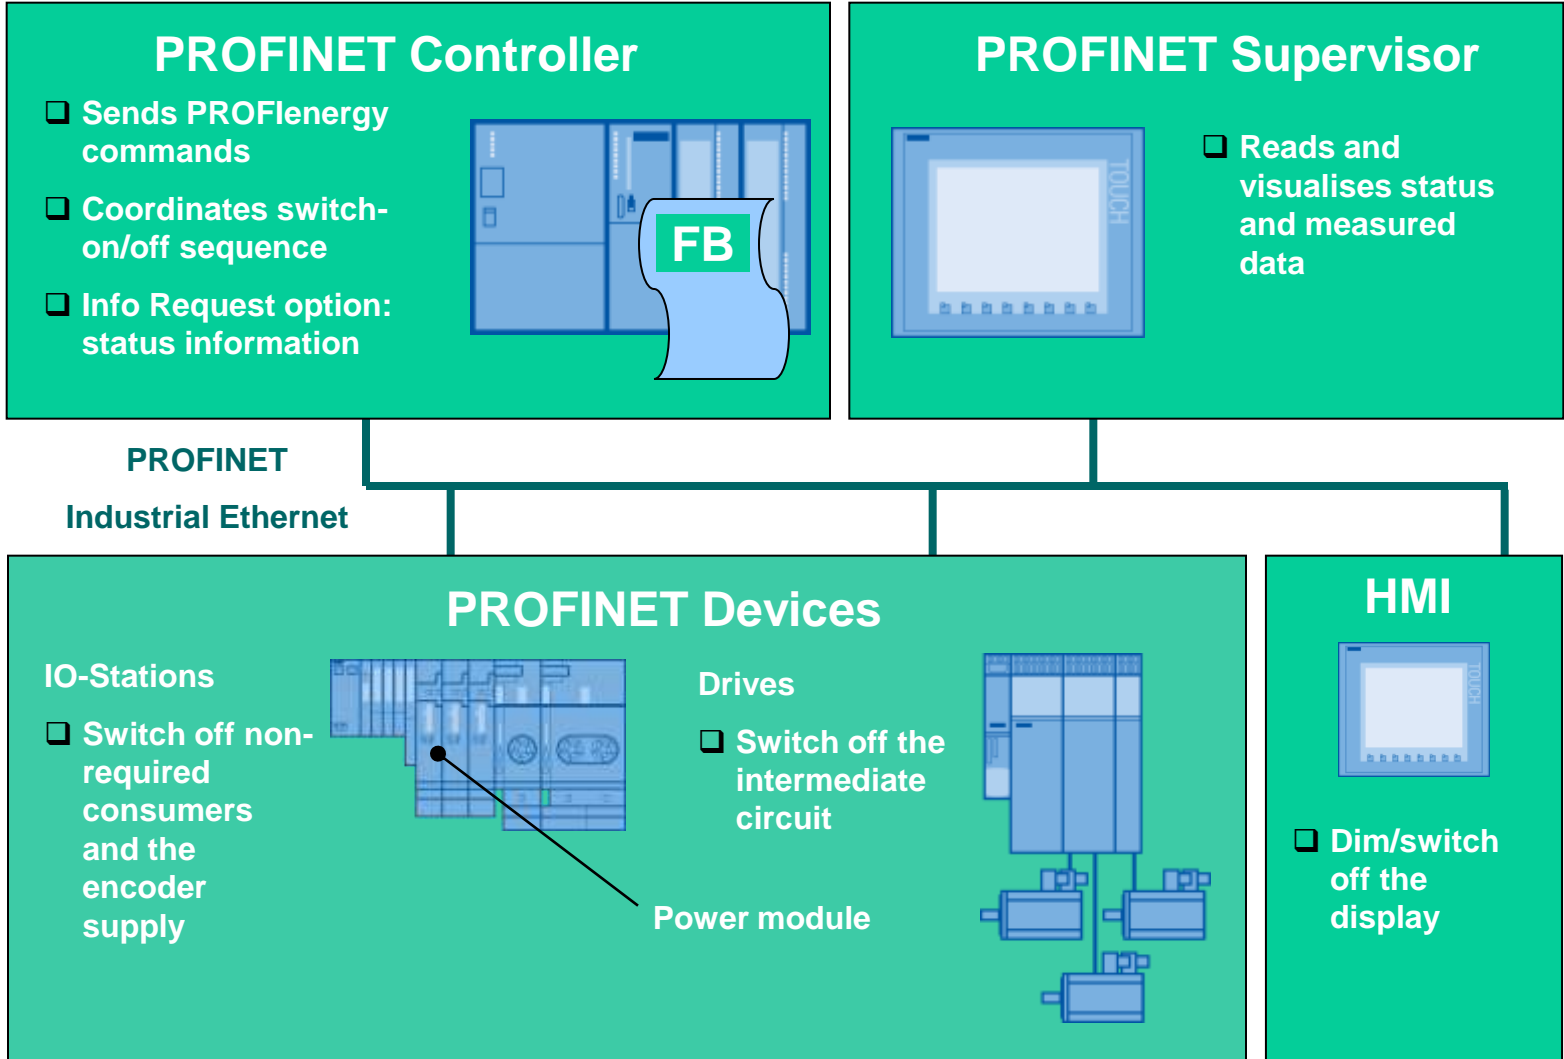 PROFINET Controller
❑ Sends PROFIenergy
commands
❑ Coordinates switch-
on/off sequence
❑ Info Request option:
status information
FB
PROFINET Supervisor
TOUCH
❑ Reads and
visualises status
and measured
data
PROFINET
Industrial Ethernet
PROFINET Devices
IO-Stations
❑ Switch off non-
required
consumers
and the
encoder
supply
Power module
Drives
❑ Switch off the
intermediate
circuit
HMI
TOUCH
❑ Dim/switch
off the
display